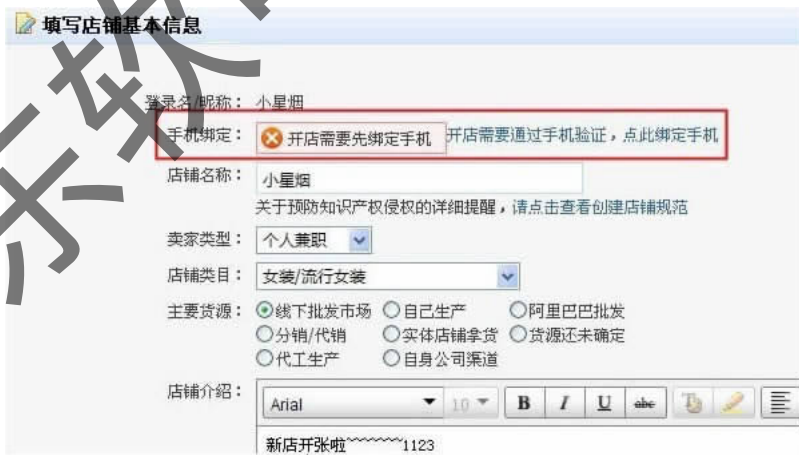 填写店铺基本信息
登录名/昵称： 小星烟
手机绑定： 开店需要先绑定手机 开店需要通过手机验证，点此绑定手机
店铺名称： 小星烟
关于预防知识产权侵权的详细提醒，请点击查看创建店铺规范
卖家类型： 个人兼职
店铺类目： 女装/流行女装
主要货源： 线下批发市场 自己生产 阿里巴巴批发
分销/代销 实体店铺拿货 货源还未确定
代工生产 自身公司渠道
店铺介绍： Arial 10 B I U abc
新店开张啦~~~~~~~~1123